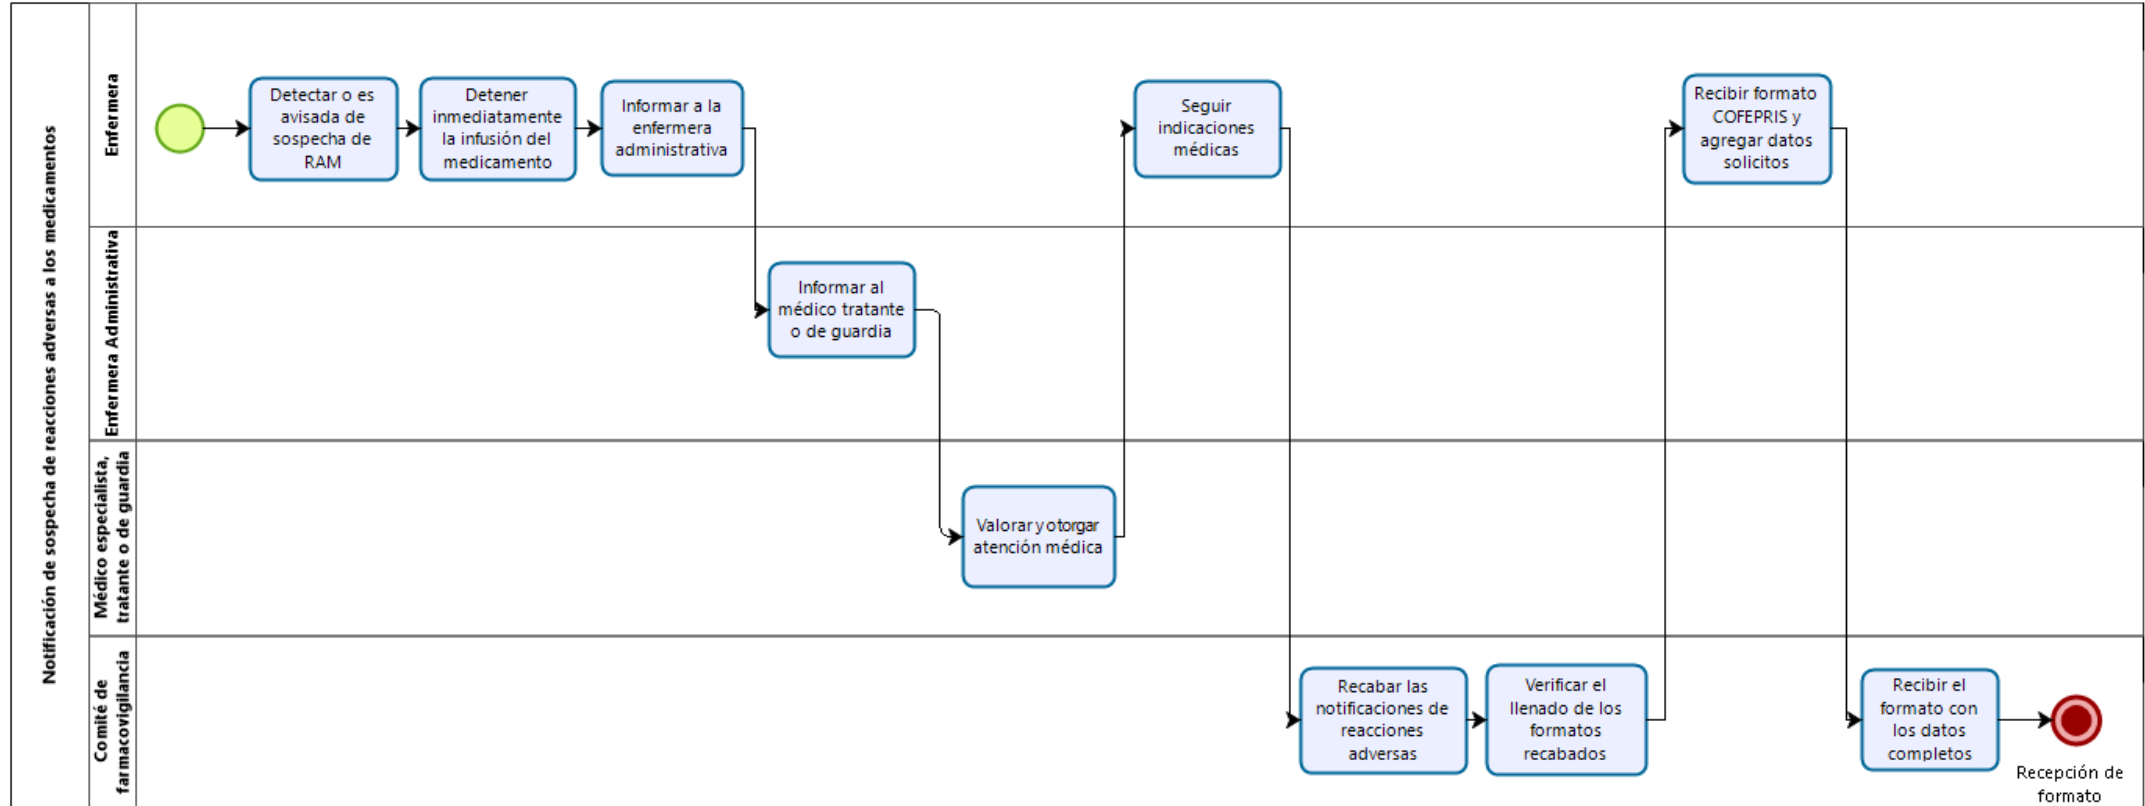 Notificación de sospecha de reacciones adversas a los medicamentos
Enfermera
Detectar o es
avisada de
sospecha de
RAM
Detener
inmediatamente
la infusión del
medicamento
Informar a la
enfermera
administrativa
Seguir
indicaciones
médicas
Recibir formato
COFEPRIS y
agregar datos
solicitos
Enfermera Administrativa
Informar al
médico tratante
o de guardia
Médico especialista,
tratante o de guardia
Valorar y otorgar
atención médica
Comité de
farmacovigilancia
Recabar las
notificaciones de
reacciones
adversas
Verificar el
llenado de los
formatos
recabados
Recibir el
formato con
los datos
completos
Recepción de
formato